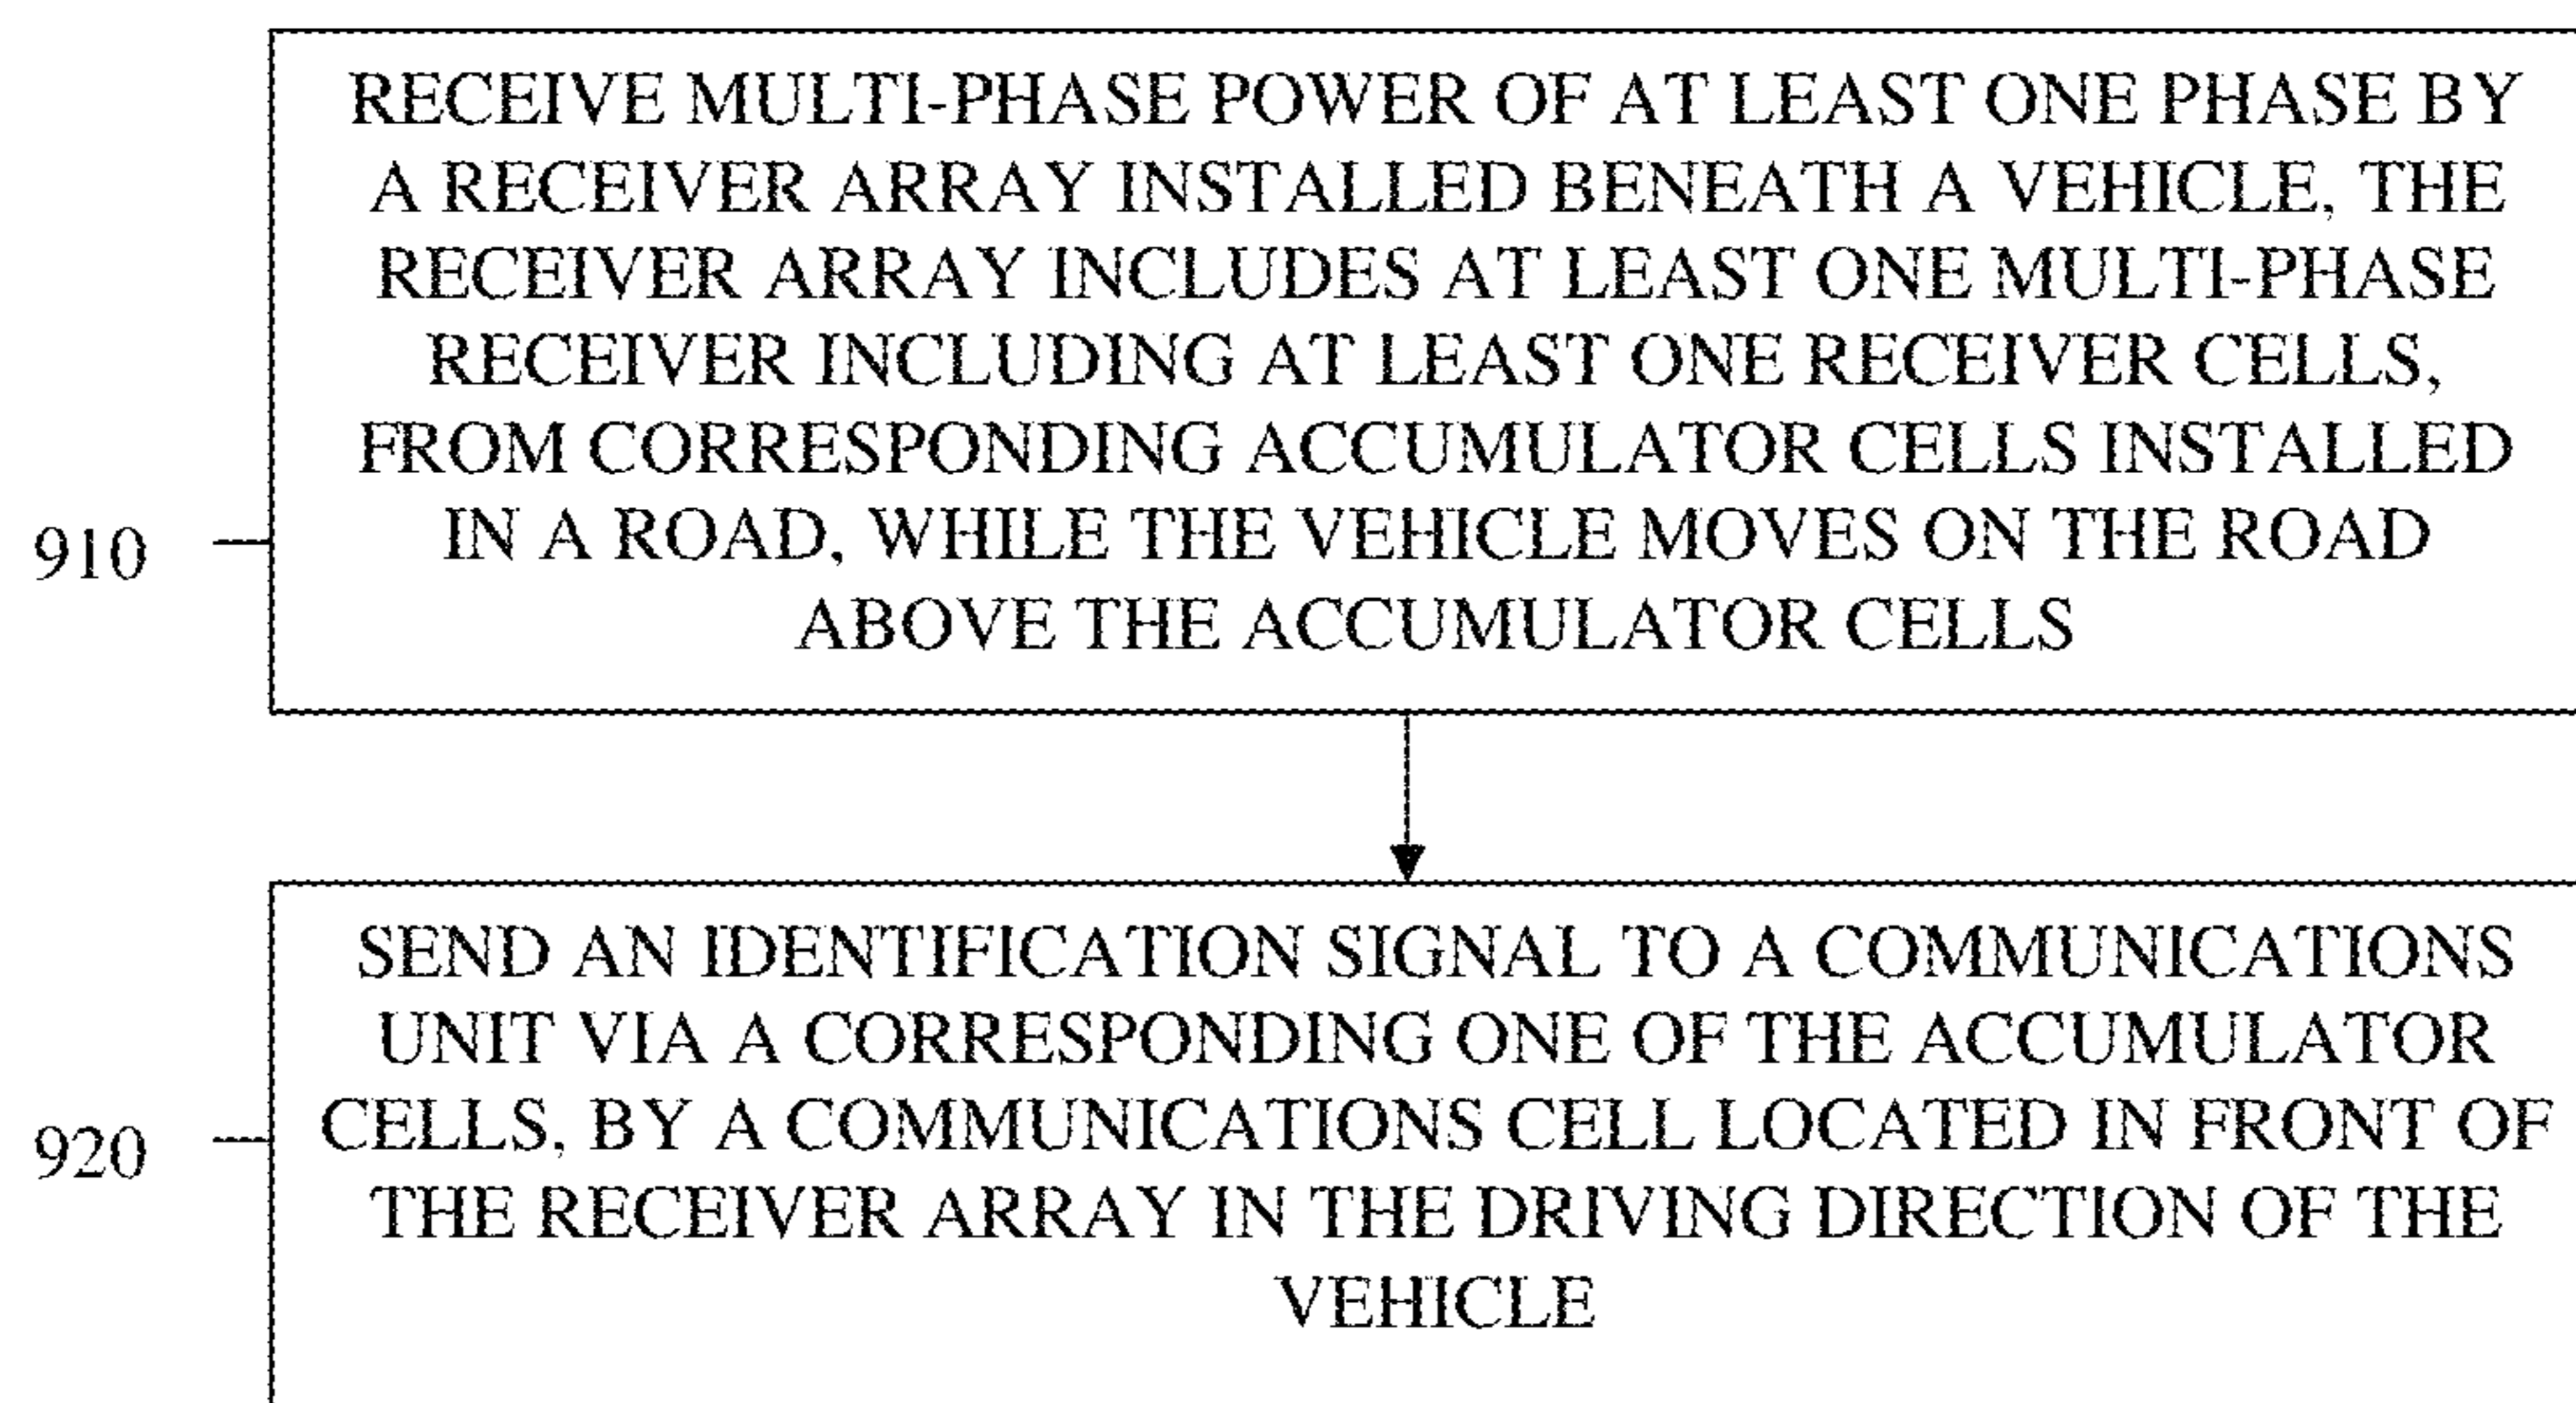 RECEIVE MULTI-PHASE POWER OF AT LEAST ONE PHASE BY
A RECEIVER ARRAY INSTALLED BENEATH A VEHICLE, THE
RECEIVER ARRAY INCLUDES AT LEAST ONE MULTI-PHASE
RECEIVER INCLUDING AT LEAST ONE RECEIVER CELLS,
FROM CORRESPONDING ACCUMULATOR CELLS INSTALLED
IN A ROAD, WHILE THE VEHICLE MOVES ON THE ROAD
ABOVE THE ACCUMULATOR CELLS
910
SEND AN IDENTIFICATION SIGNAL TO A COMMUNICATIONS
UNIT VIA A CORRESPONDING ONE OF THE ACCUMULATOR
CELLS, BY A COMMUNICATIONS CELL LOCATED IN FRONT OF
THE RECEIVER ARRAY IN THE DRIVING DIRECTION OF THE
VEHICLE
920